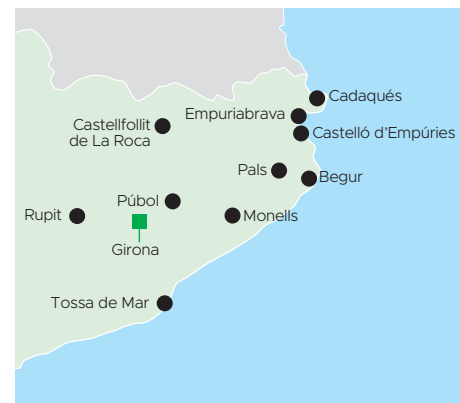 Cadaqués
Empuriabrava
Castellfollit
de La Roca
Castelló d’Empúries
Pals
Begur
Púbol
Rupit
Monells
Girona
Tossa de Mar